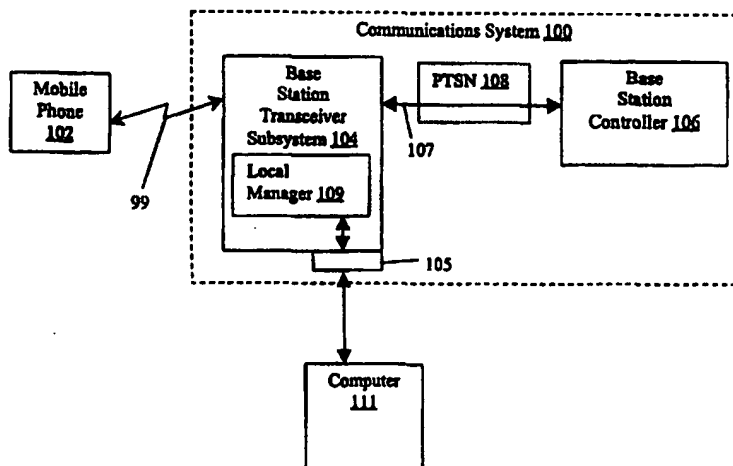 Communications System 100
Mobile
Phone
102
Base
Station
Transceiver
Subsystem 104
Local
Manager 109
PTSN 108
Base
Station
Controller 106
107
99
105
Computer
111